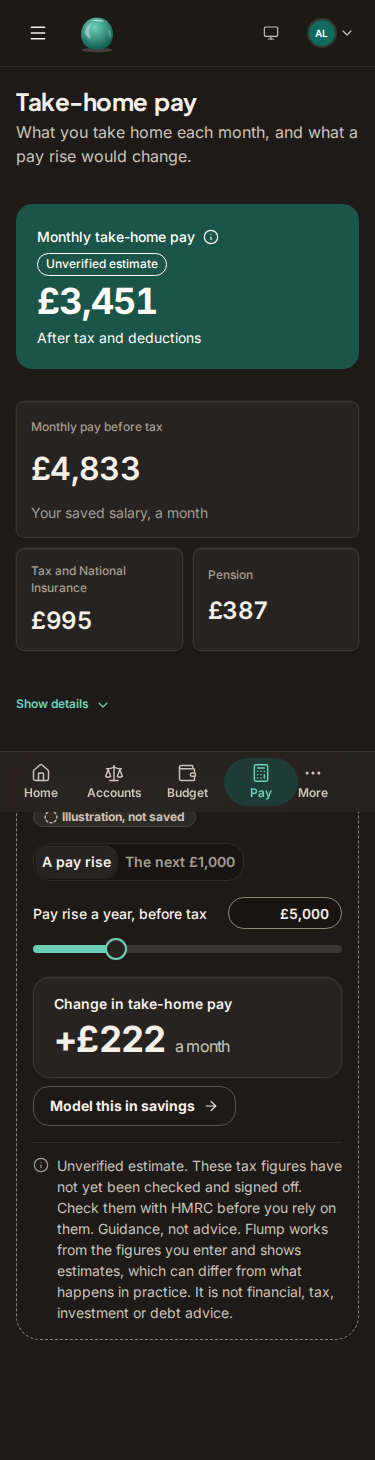 AL
Take-home pay
What you take home each month, and what a
pay rise would change.
Monthly take-home pay
Unverified estimate
£3,451
After tax and deductions
Monthly pay before tax
£4,833
Your saved salary, a month
Tax and National
Insurance
£995
Pension
£387
Show details
Home
Accounts
Budget
Pay
More
Illustration, not saved
A pay rise
The next £1,000
Pay rise a year, before tax
£5,000
Change in take-home pay
+£222 a month
Model this in savings
Unverified estimate. These tax figures have
not yet been checked and signed off.
Check them with HMRC before you rely on
them. Guidance, not advice. Flump works
from the figures you enter and shows
estimates, which can differ from what
happens in practice. It is not financial, tax,
investment or debt advice.